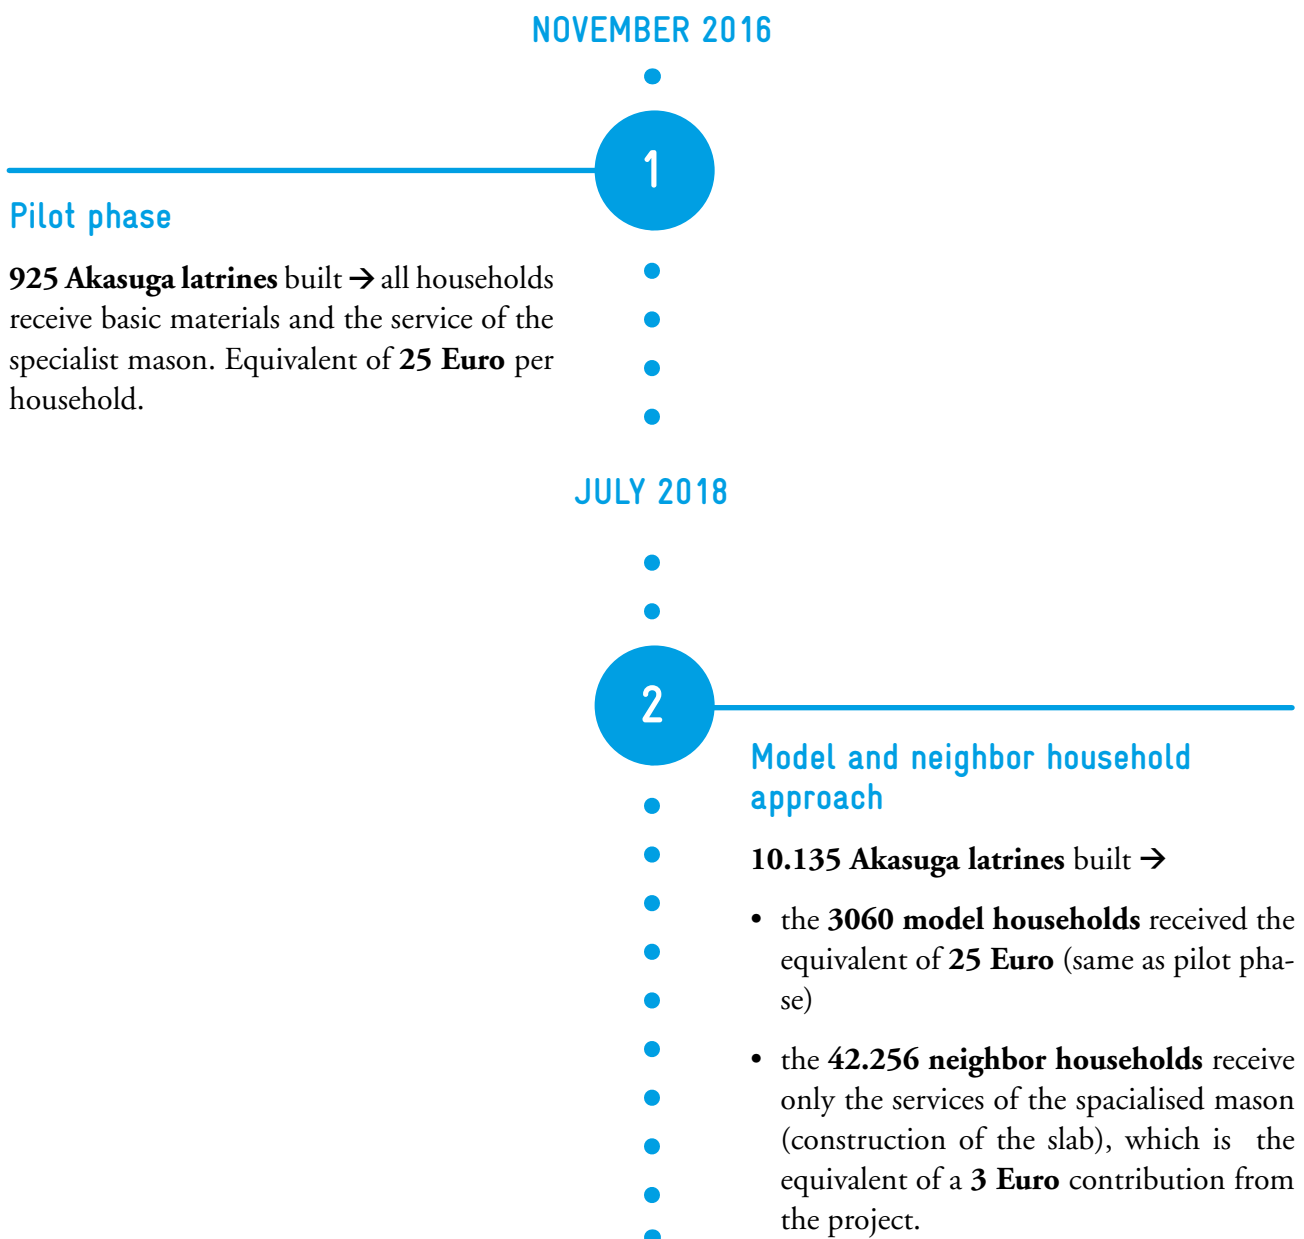 NOVEMBER 2016
1
Pilot phase
925 Akasuga latrines built → all households
receive basic materials and the service of the
specialist mason. Equivalent of 25 Euro per
household.
JULY 2018
2
Model and neighbor household
approach
10.135 Akasuga latrines built →
• the 3060 model households received the
equivalent of 25 Euro (same as pilot pha-
se)
• the 42.256 neighbor households receive
only the services of the spacialised mason
(construction of the slab), which is the
equivalent of a 3 Euro contribution from
the project.